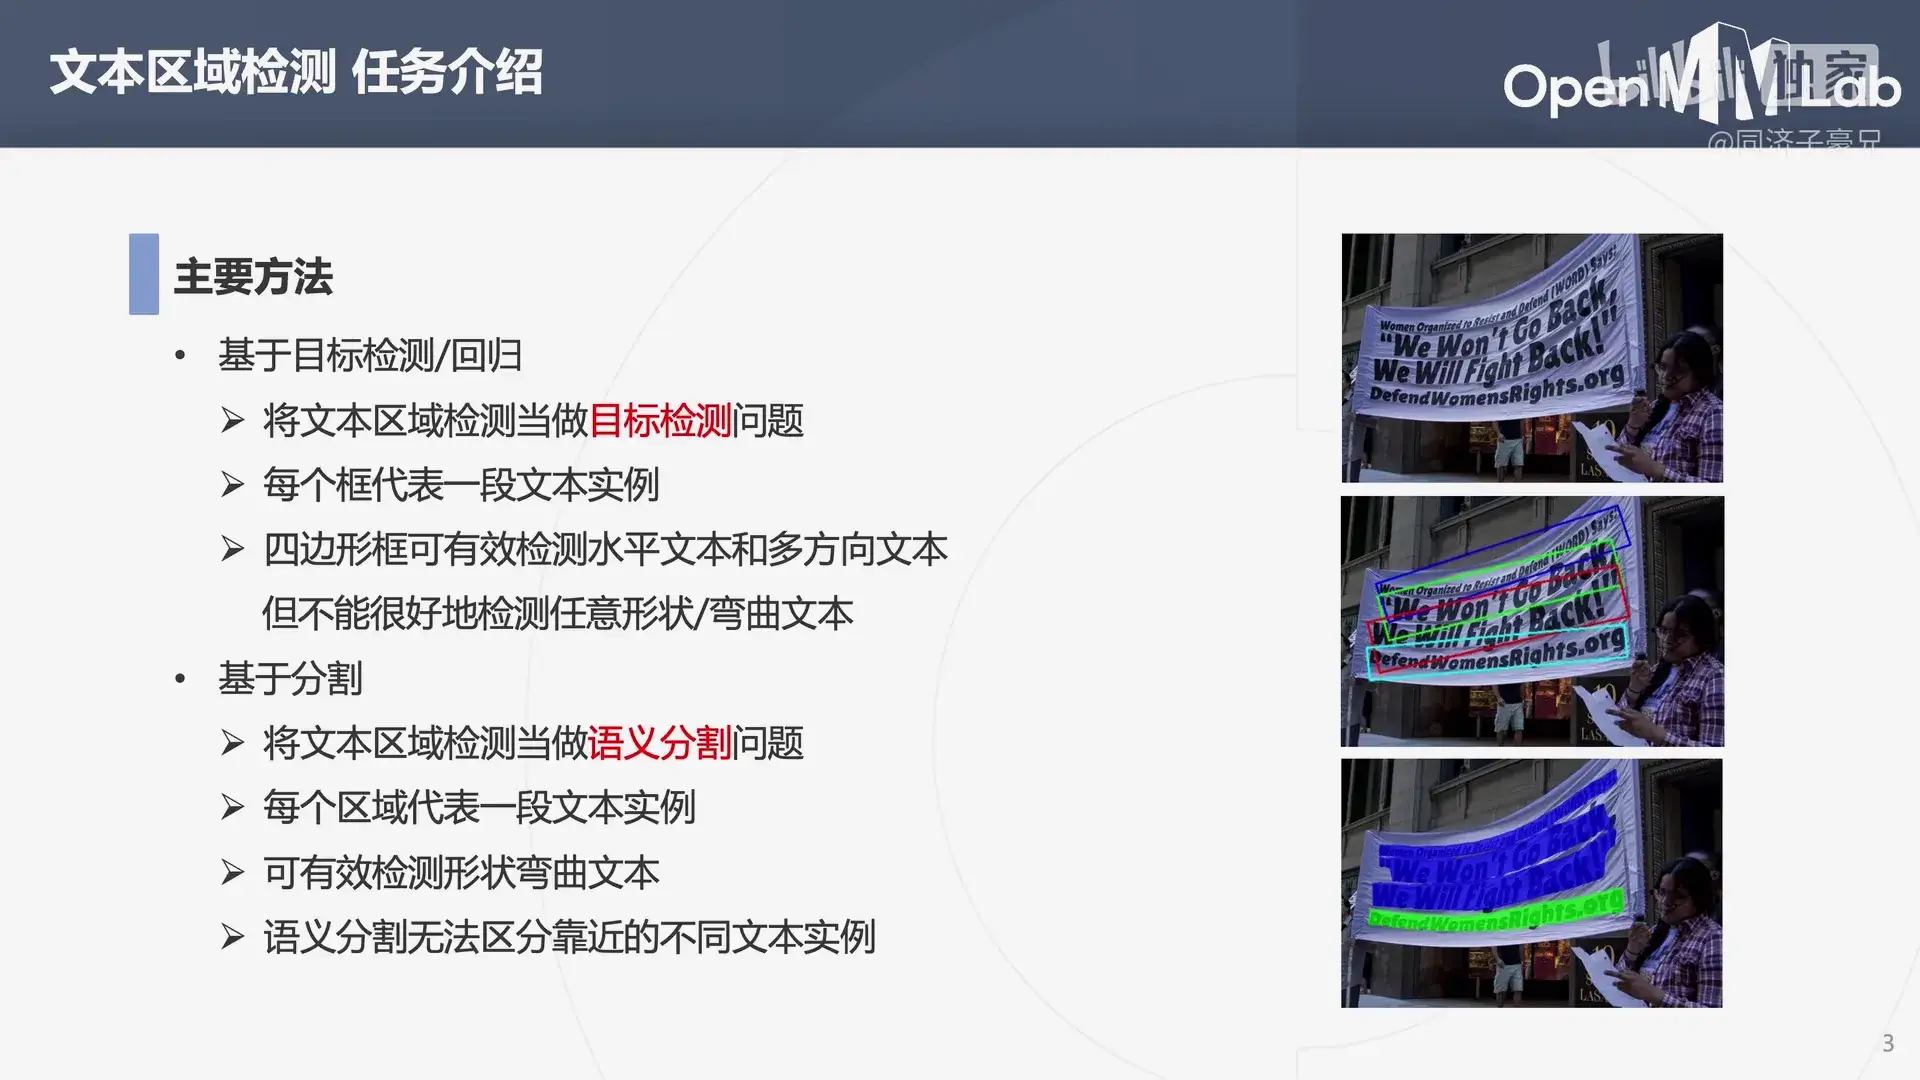 文本区域检测 任务介绍
OpenMMLab
bilibili 独家
@同济子豪兄
主要方法
• 基于目标检测/回归
➢ 将文本区域检测当做目标检测问题
➢ 每个框代表一段文本实例
➢ 四边形框可有效检测水平文本和多方向文本
但不能很好地检测任意形状/弯曲文本
• 基于分割
➢ 将文本区域检测当做语义分割问题
➢ 每个区域代表一段文本实例
➢ 可有效检测形状弯曲文本
➢ 语义分割无法区分靠近的不同文本实例
Women Organized to Resist and Defend (WORD) Says:
"We Won't Go Back,
We Will Fight Back!"
DefendWomensRights.org
Women Organized to Resist and Defend (WORD) Says:
"We Won't Go Back,
We Will Fight Back!"
DefendWomensRights.org
Women Organized to Resist and Defend (WORD) Says:
"We Won't Go Back,
We Will Fight Back!"
DefendWomensRights.org
3